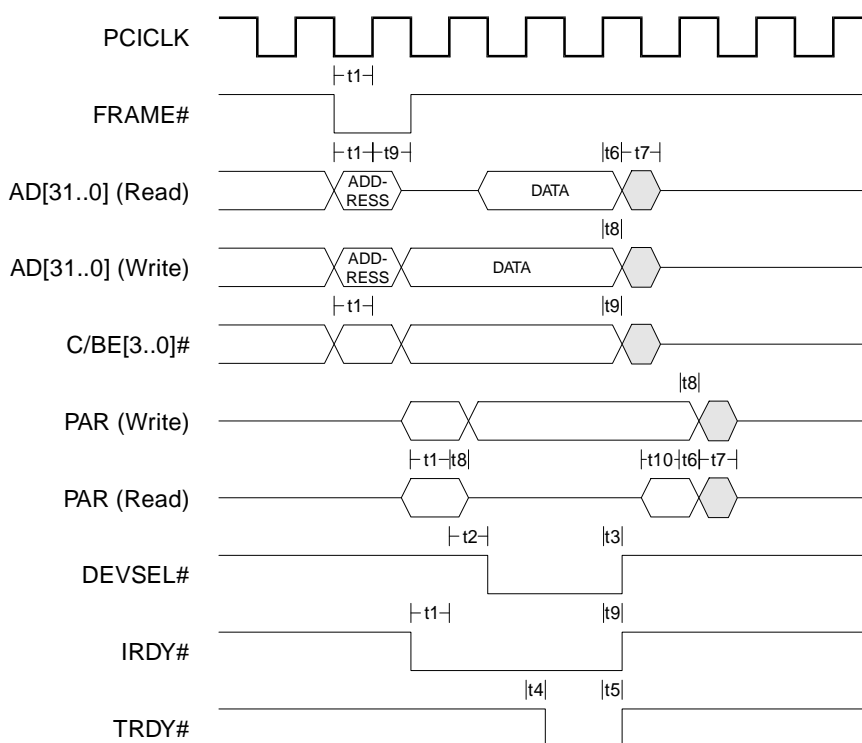 PCICLK
t1
FRAME#
t1 t9 t6 t7
AD[31..0] (Read) ADD-
RESS DATA
t8
AD[31..0] (Write) ADD-
RESS DATA
t1 t9
C/BE[3..0]#
t8
PAR (Write)
t1 t8 t10 t6 t7
PAR (Read)
t2 t3
DEVSEL#
t1 t9
IRDY#
t4 t5
TRDY#